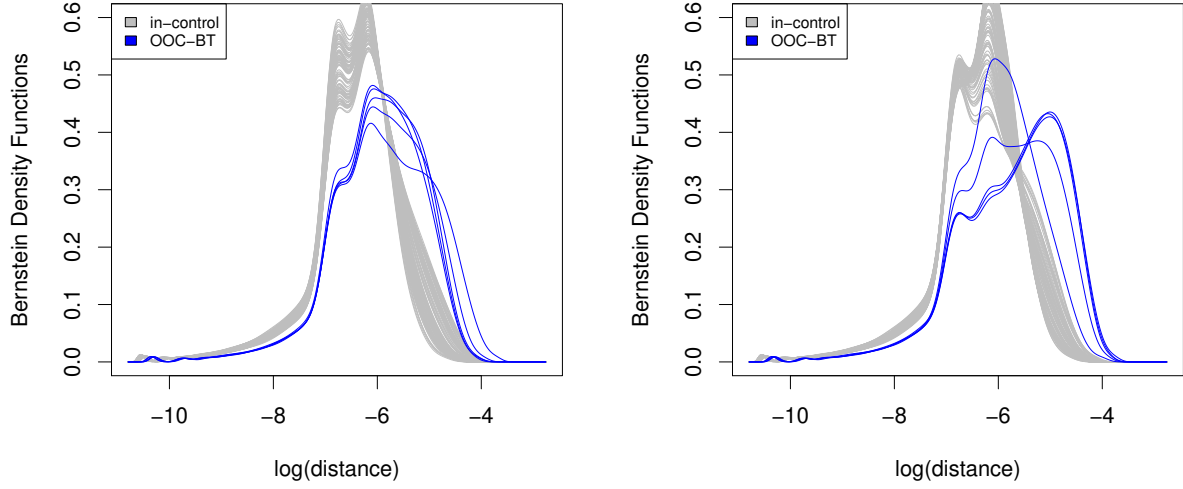 Bernstein Density Functions
0.0 0.1 0.2 0.3 0.4 0.5 0.6
in−control
OOC−BT
−10 −8 −6 −4
log(distance)
Bernstein Density Functions
0.0 0.1 0.2 0.3 0.4 0.5 0.6
in−control
OOC−BT
−10 −8 −6 −4
log(distance)